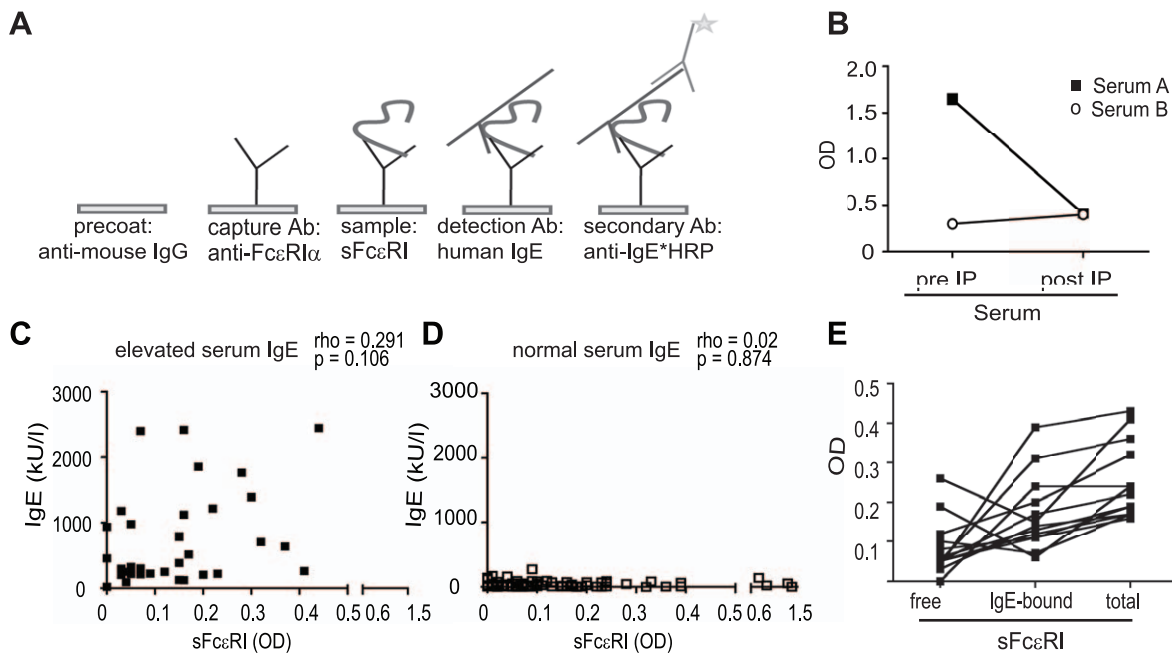 A
precoat:
anti-mouse IgG
capture Ab:
anti-FcεRIα
sample:
sFcεRI
detection Ab:
human IgE
secondary Ab:
anti-IgE*HRP
B
2.0
1.5
1.0
0.5
0
OD
Serum A
Serum B
pre IP
post IP
Serum
C
elevated serum IgE
rho = 0.291
p = 0.106
3000
2000
1000
0
IgE (kU/l)
0 0.1 0.2 0.3 0.4 0.5 0.6 1.5
sFcεRI (OD)
D
normal serum IgE
rho = 0.02
p = 0.874
3000
2000
1000
0
IgE (kU/l)
0 0.1 0.2 0.3 0.4 0.5 0.6 1.5
sFcεRI (OD)
E
0.5
0.4
0.3
0.2
0.1
OD
free
IgE-bound
total
sFcεRI